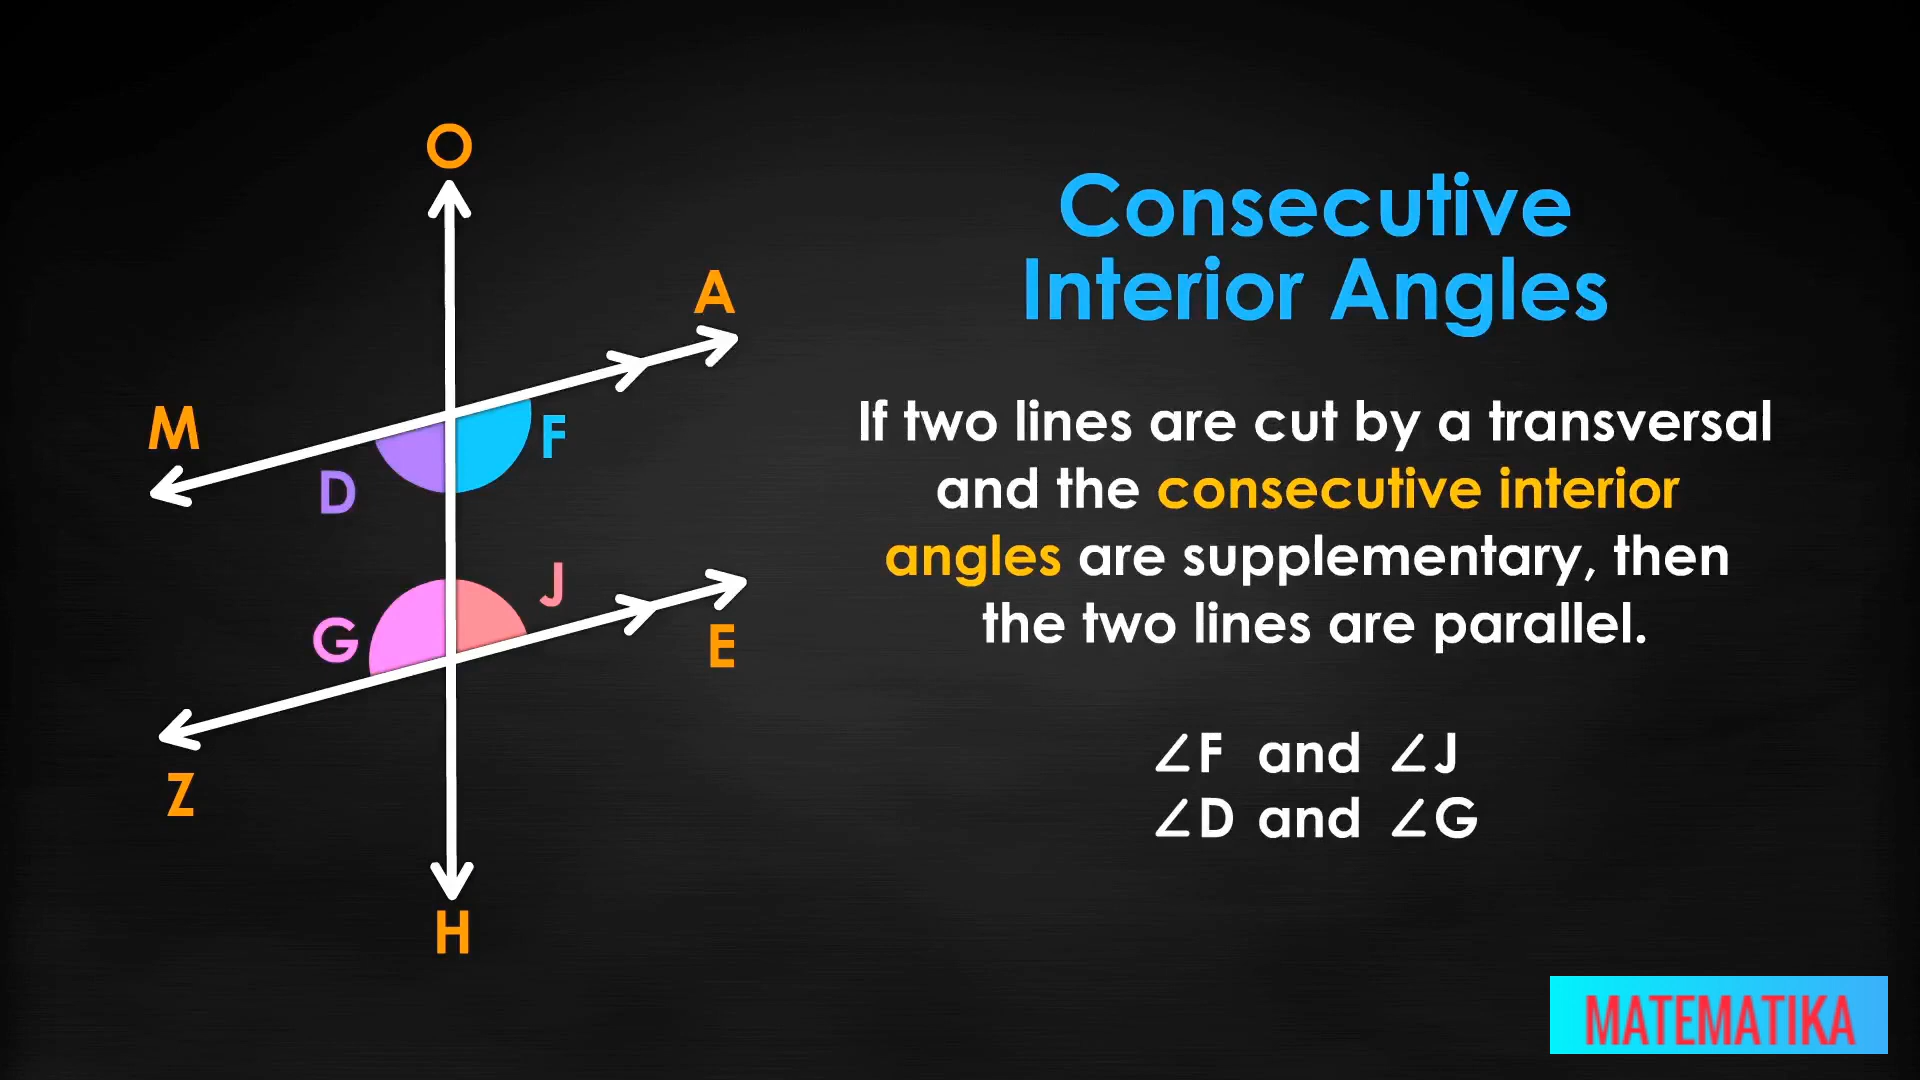 O
A
M
F
D
J
G
E
Z
H
Consecutive
Interior Angles
If two lines are cut by a transversal
and the consecutive interior
angles are supplementary, then
the two lines are parallel.
∠F and ∠J
∠D and ∠G
MATEMATIKA